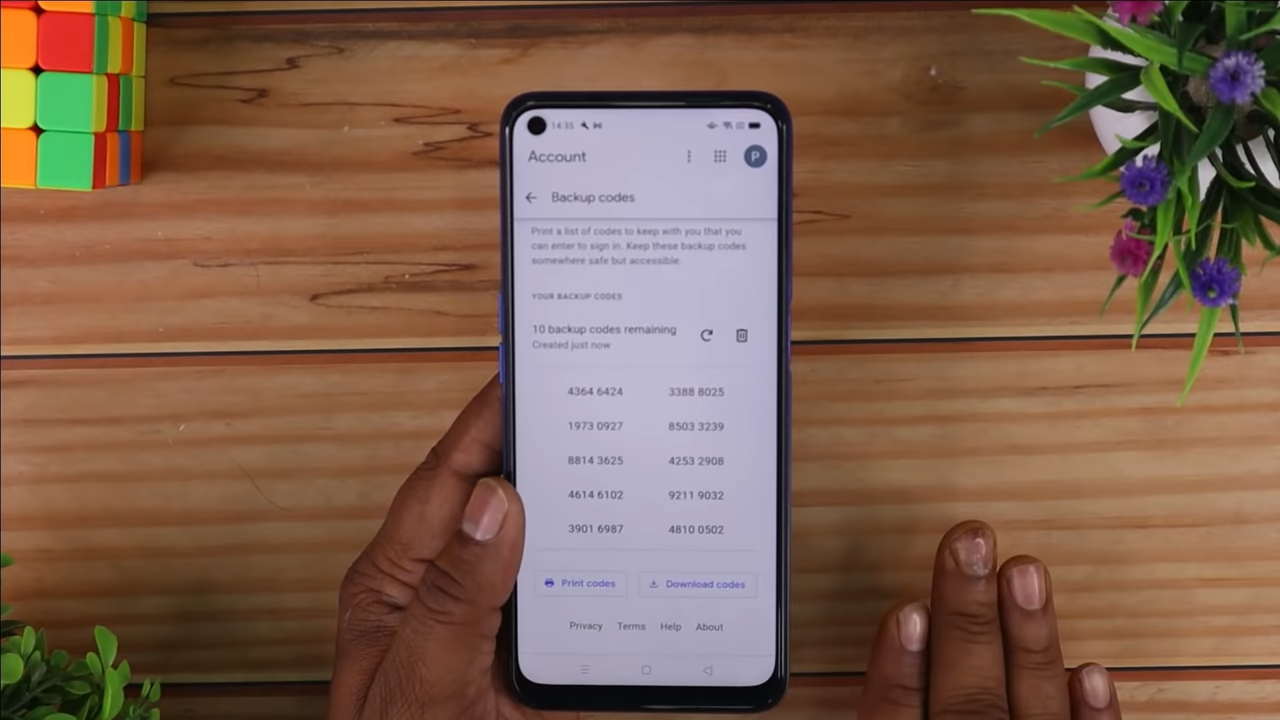 14:35
Account
P
Backup codes
Print a list of codes to keep with you that you
can enter to sign in. Keep these backup codes
somewhere safe but accessible.
YOUR BACKUP CODES
10 backup codes remaining
Created just now
4364 6424 3388 8025
1973 0927 8503 3239
8814 3625 4253 2908
4614 6102 9211 9032
3901 6987 4810 0502
Print codes Download codes
Privacy Terms Help About